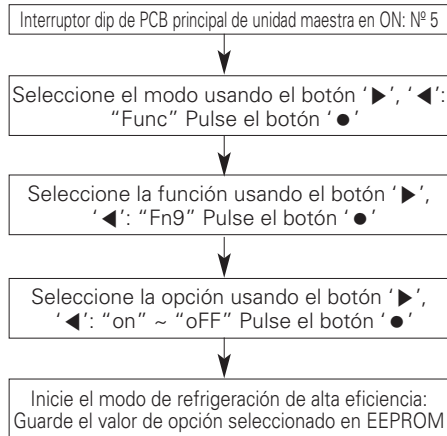 Interruptor dip de PCB principal de unidad maestra en ON: Nº 5
Seleccione el modo usando el botón ‘▶’, ‘◀’:
“Func” Pulse el botón ‘●’
Seleccione la función usando el botón ‘▶’,
‘◀’: “Fn9” Pulse el botón ‘●’
Seleccione la opción usando el botón ‘▶’,
‘◀’: “on” ~ “oFF” Pulse el botón ‘●’
Inicie el modo de refrigeración de alta eficiencia:
Guarde el valor de opción seleccionado en EEPROM